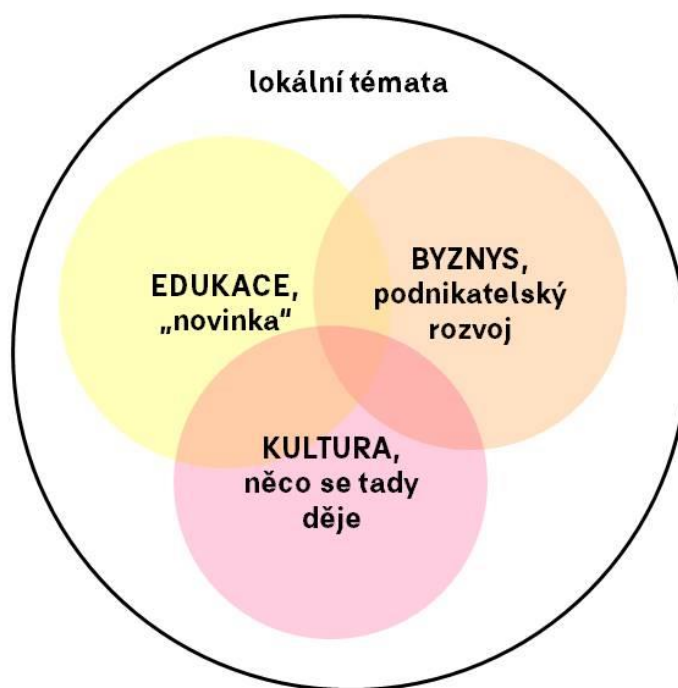 lokální témata
EDUKACE,
„novinka“
BYZNYS,
podnikatelský
rozvoj
KULTURA,
něco se tady
děje